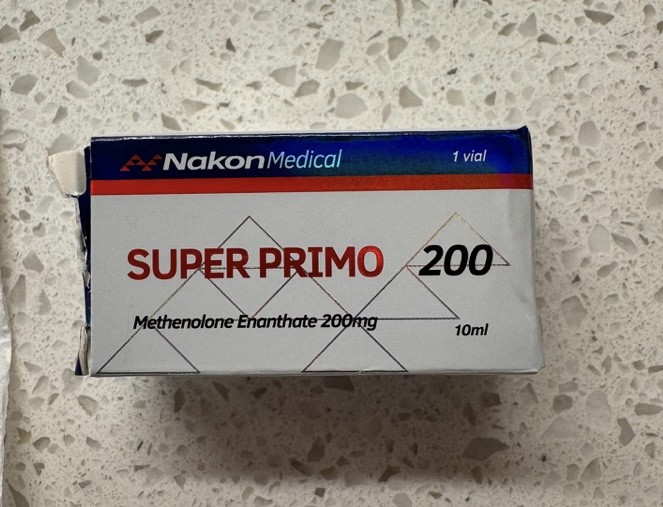 Nakon Medical
1 vial
SUPER PRIMO 200
Methenolone Enanthate 200mg
10ml